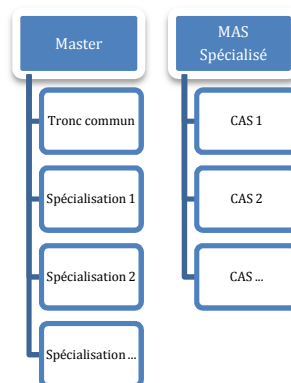 Master
Tronc commun
Spécialisation 1
Spécialisation 2
Spécialisation ...
MAS
Spécialisé
CAS 1
CAS 2
CAS ...